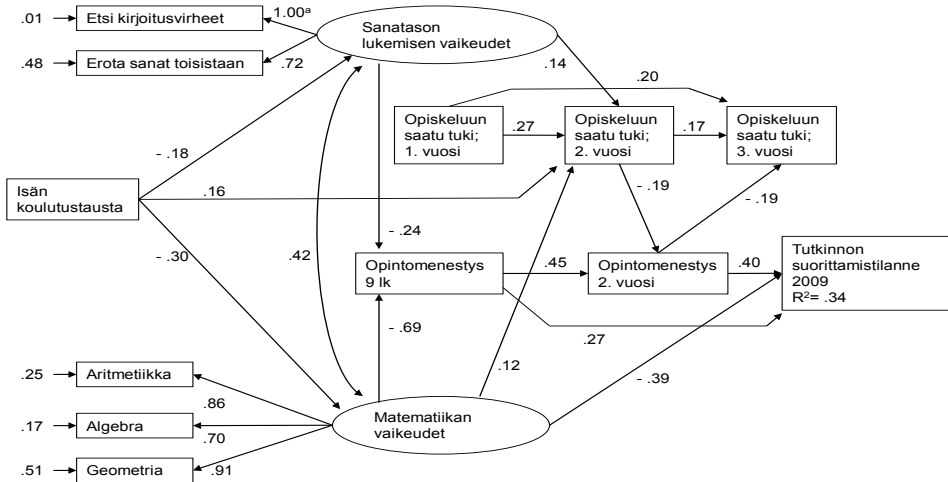 .01
Etsi kirjoitusvirheet
1.00ᵃ
Sanatason
lukemisen vaikeudet
.48
Erota sanat toisistaan
.72
.14
.20
Opiskeluun
saatu tuki;
1. vuosi
.27
Opiskeluun
saatu tuki;
2. vuosi
.17
Opiskeluun
saatu tuki;
3. vuosi
- .18
Isän
koulutustausta
.16
- .19
- .19
- .30
.42
- .24
Opintomenestys
9 lk
.45
Opintomenestys
2. vuosi
.40
Tutkinnon
suorittamistilanne
2009
R²= .34
- .69
.27
.12
- .39
.25
Aritmetiikka
.86
Matematiikan
vaikeudet
.17
Algebra
.70
.51
Geometria
.91